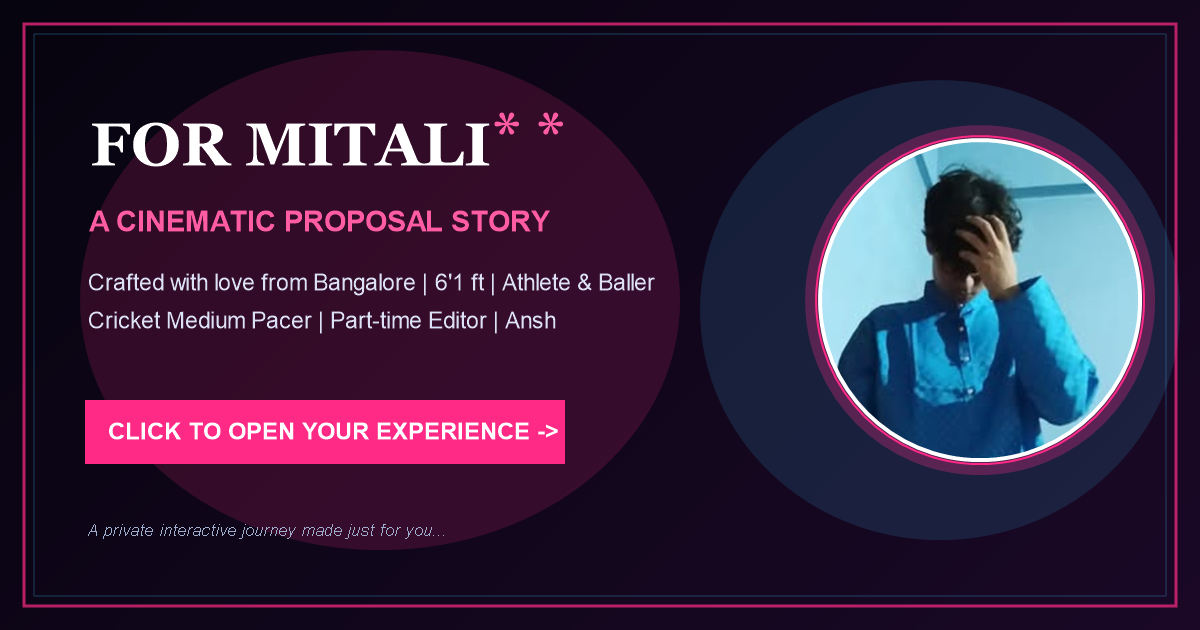 FOR MITALI* *
A CINEMATIC PROPOSAL STORY
Crafted with love from Bangalore | 6'1 ft | Athlete & Baller
Cricket Medium Pacer | Part-time Editor | Ansh
CLICK TO OPEN YOUR EXPERIENCE ->
A private interactive journey made just for you...